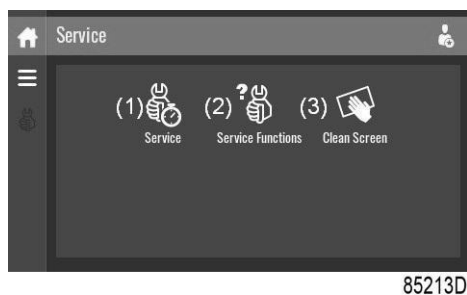 Service
(1) (2) ? (3)
Service Service Functions Clean Screen
85213D